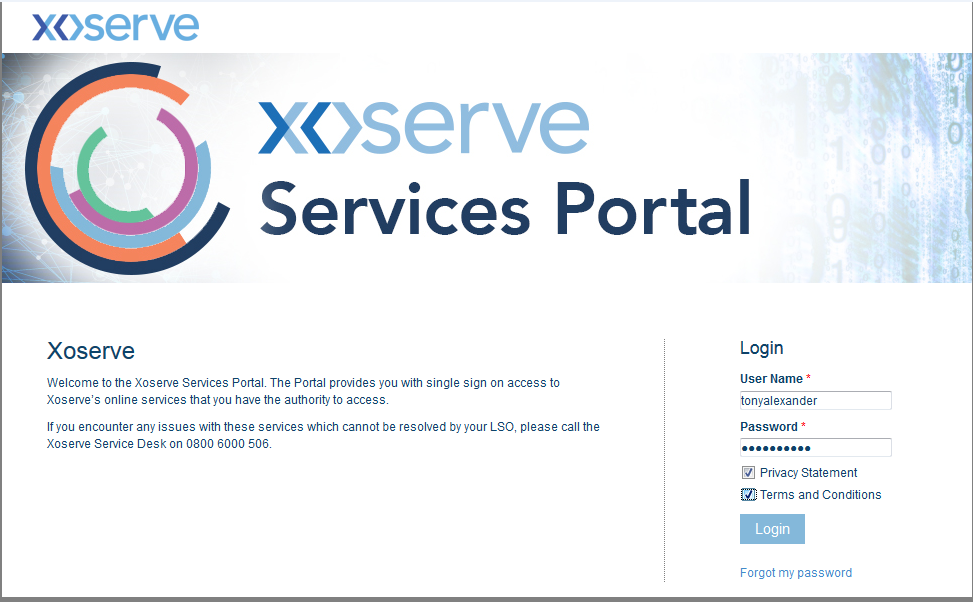 xoserve
xoserve
Services Portal
Xoserve
Welcome to the Xoserve Services Portal. The Portal provides you with single sign on access to
Xoserve's online services that you have the authority to access.
If you encounter any issues with these services which cannot be resolved by your LSO, please call the
Xoserve Service Desk on 0800 6000 506.
Login
User Name *
tonyalexander
Password *
••••••••••
Privacy Statement
Terms and Conditions
Login
Forgot my password